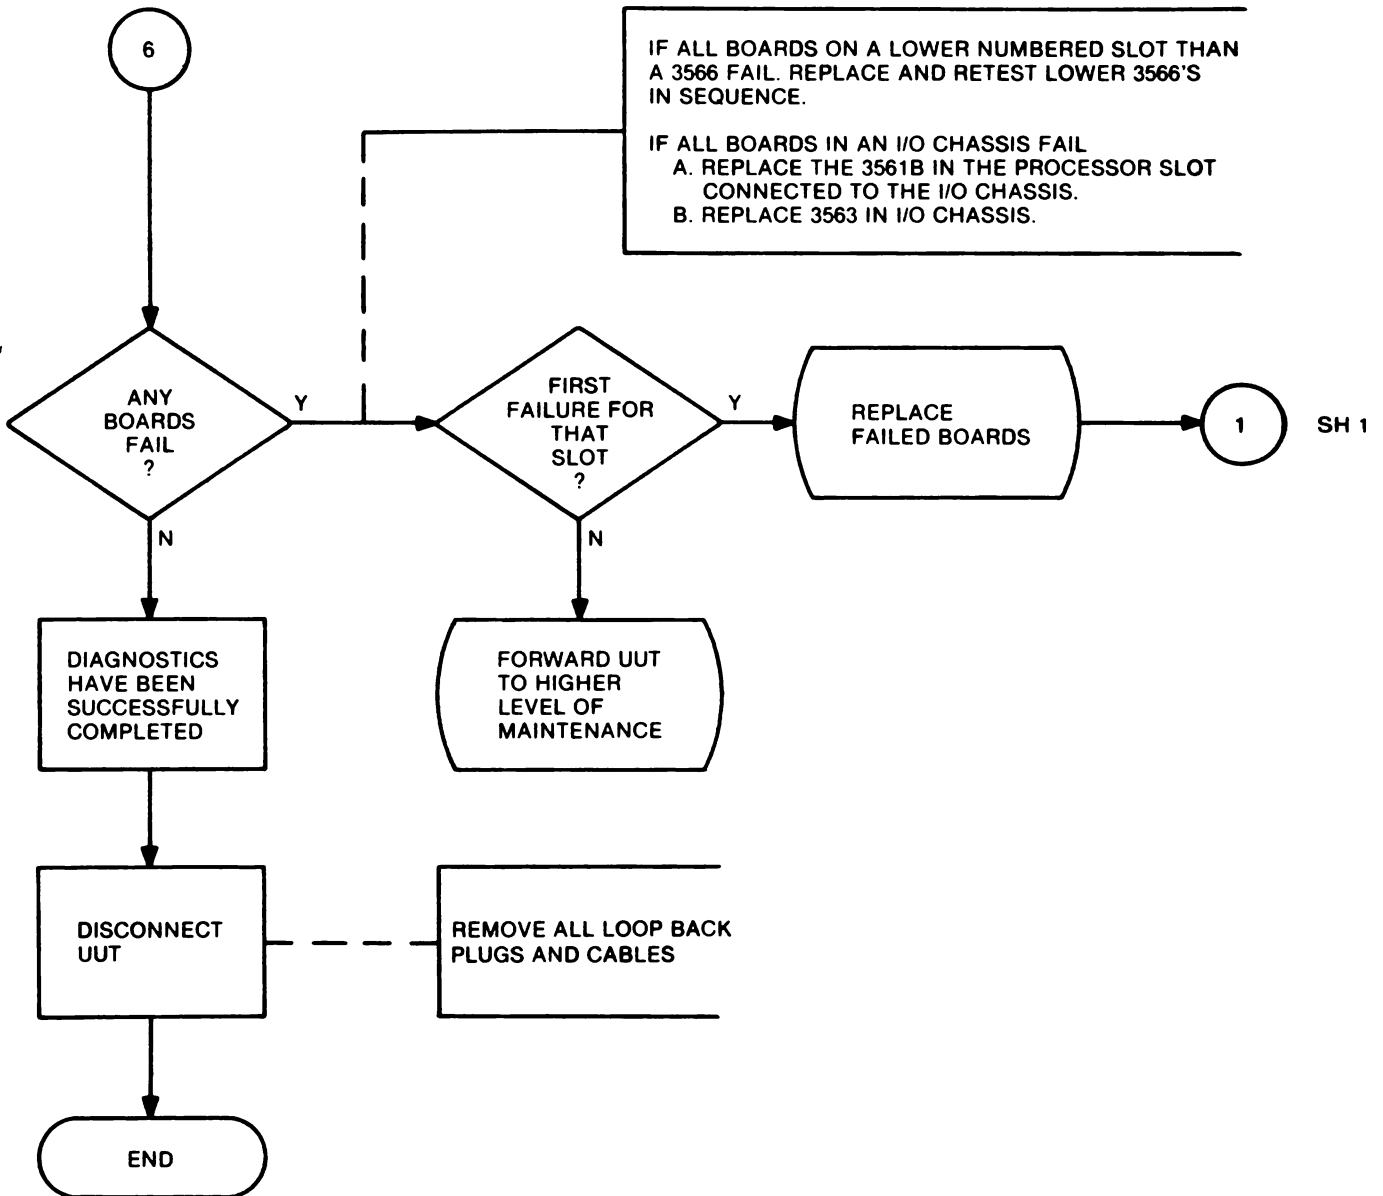 6
IF ALL BOARDS ON A LOWER NUMBERED SLOT THAN
A 3566 FAIL. REPLACE AND RETEST LOWER 3566'S
IN SEQUENCE.
IF ALL BOARDS IN AN I/O CHASSIS FAIL
A. REPLACE THE 3561B IN THE PROCESSOR SLOT
CONNECTED TO THE I/O CHASSIS.
B. REPLACE 3563 IN I/O CHASSIS.
ANY
BOARDS
FAIL
?
Y
N
FIRST
FAILURE FOR
THAT
SLOT
?
Y
N
REPLACE
FAILED BOARDS
1
SH 1
DIAGNOSTICS
HAVE BEEN
SUCCESSFULLY
COMPLETED
FORWARD UUT
TO HIGHER
LEVEL OF
MAINTENANCE
DISCONNECT
UUT
REMOVE ALL LOOP BACK
PLUGS AND CABLES
END